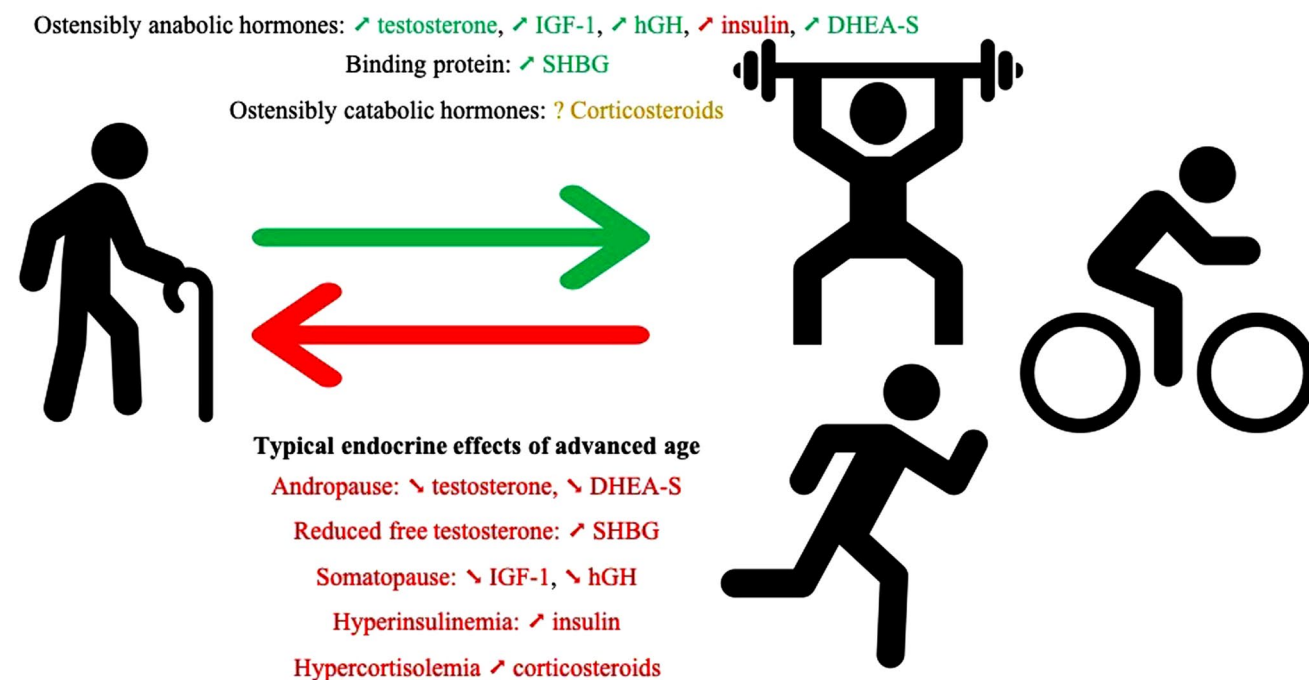 Ostensibly anabolic hormones: ➚ testosterone, ➚ IGF-1, ➚ hGH, ➚ insulin, ➚ DHEA-S
Binding protein: ➚ SHBG
Ostensibly catabolic hormones: ? Corticosteroids
Typical endocrine effects of advanced age
Andropause: ➘ testosterone, ➘ DHEA-S
Reduced free testosterone: ➚ SHBG
Somatopause: ➘ IGF-1, ➘ hGH
Hyperinsulinemia: ➚ insulin
Hypercortisolemia ➚ corticosteroids